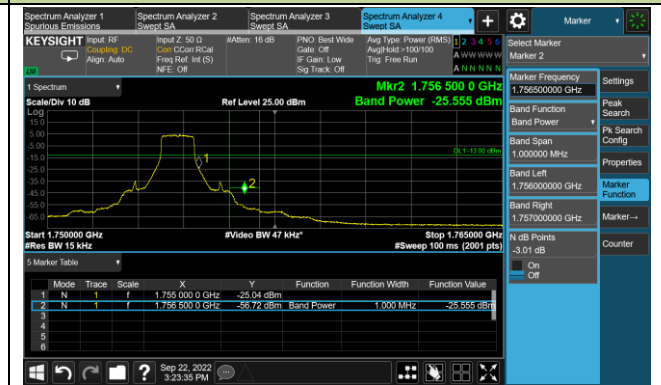 Spectrum Analyzer 1
Spurious Emissions
Spectrum Analyzer 2
Swept SA
Spectrum Analyzer 3
Swept SA
Spectrum Analyzer 4
Swept SA
Marker
KEYSIGHT
Input: RF
Coupling: DC
Align: Auto
Input Z: 50 Ω
Corr CCorr RCal
Freq Ref: Int (S)
NFE: Off
#Atten: 16 dB
PNO: Best Wide
Gate: Off
IF Gain: Low
Sig Track: Off
Avg Type: Power (RMS)
Avg|Hold:>100/100
Trig: Free Run
1 2 3 4 5 6
A W W W W W
A N N N N N
Select Marker
Marker 2
1 Spectrum
Mkr2 1.756 500 0 GHz
Scale/Div 10 dB
Ref Level 25.00 dBm
Band Power -25.555 dBm
Log
15.0
5.00
-5.00
-15.0
-25.0
-35.0
-45.0
-55.0
-65.0
DL1 -13.00 dBm
1
2
Start 1.750000
#Video BW 47 kHz*
Stop 1.765000 GHz
#Res BW 15 kHz
#Sweep 100 ms (2001 pts)
Marker Frequency
1.756500000 GHz
Band Function
Band Power
Band Span
1.000000 MHz
Band Left
1.756000000 GHz
Band Right
1.757000000 GHz
N dB Points
-3.01 dB
On
Off
Settings
Peak Search
Pk Search Config
Properties
Marker Function
Marker→
Counter
5 Marker Table
Mode Trace Scale X Y Function Function Width Function Value
1 N 1 f 1.755 000 0 GHz -25.04 dBm
2 N 1 f 1.756 500 0 GHz -56.72 dBm Band Power 1.000 MHz -25.555 dBm
3
4
5
6
?
Sep 22, 2022
3:23:35 PM